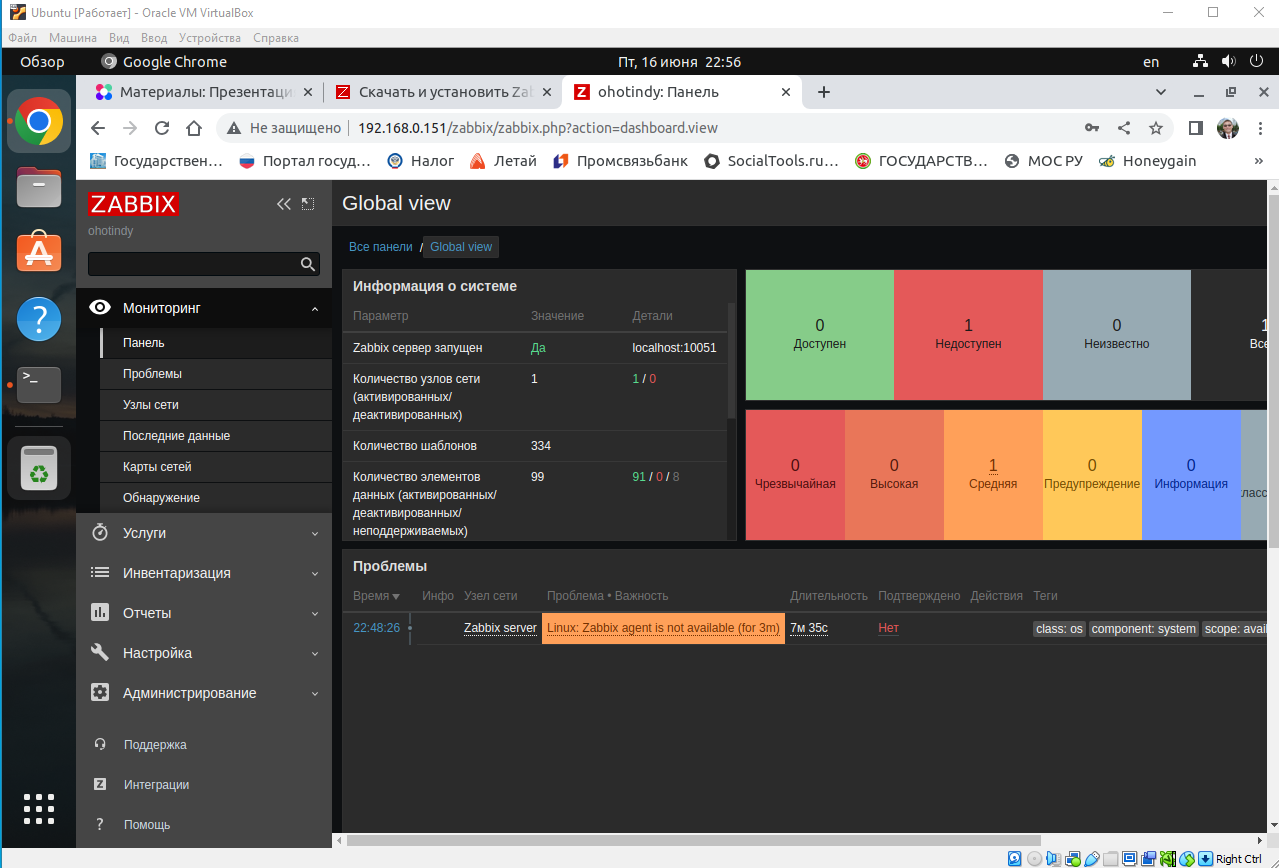 Ubuntu [Работает] - Oracle VM VirtualBox
Файл Машина Вид Ввод Устройства Справка
Обзор Google Chrome Пт, 16 июня 22:56 en
Материалы: Презентаци Скачать и установить Zab ohotindy: Панель
Не защищено 192.168.0.151/zabbix/zabbix.php?action=dashboard.view
Государствен… Портал госуд… Налог Летай Промсвязьбанк SocialTools.ru… ГОСУДАРСТВ… МОС РУ Honeygain »
ZABBIX
ohotindy
Мониторинг
Панель
Проблемы
Узлы сети
Последние данные
Карты сетей
Обнаружение
Услуги
Инвентаризация
Отчеты
Настройка
Администрирование
Поддержка
Z Интеграции
? Помощь
Global view
Все панели / Global view
Информация о системе
Параметр Значение Детали
Zabbix сервер запущен Да localhost:10051
Количество узлов сети 1 1 / 0
(активированных/
деактивированных)
Количество шаблонов 334
Количество элементов 99 91 / 0 / 8
данных (активированных/
деактивированных/
неподдерживаемых)
0 1 0 1
Доступен Недоступен Неизвестно Все
0 0 1 0 0
Чрезвычайная Высокая Средняя Предупреждение Информация ласс
Проблемы
Время Инфо Узел сети Проблема • Важность Длительность Подтверждено Действия Теги
22:48:26 Zabbix server Linux: Zabbix agent is not available (for 3m) 7м 35с Нет class: os component: system scope: avail
Right Ctrl